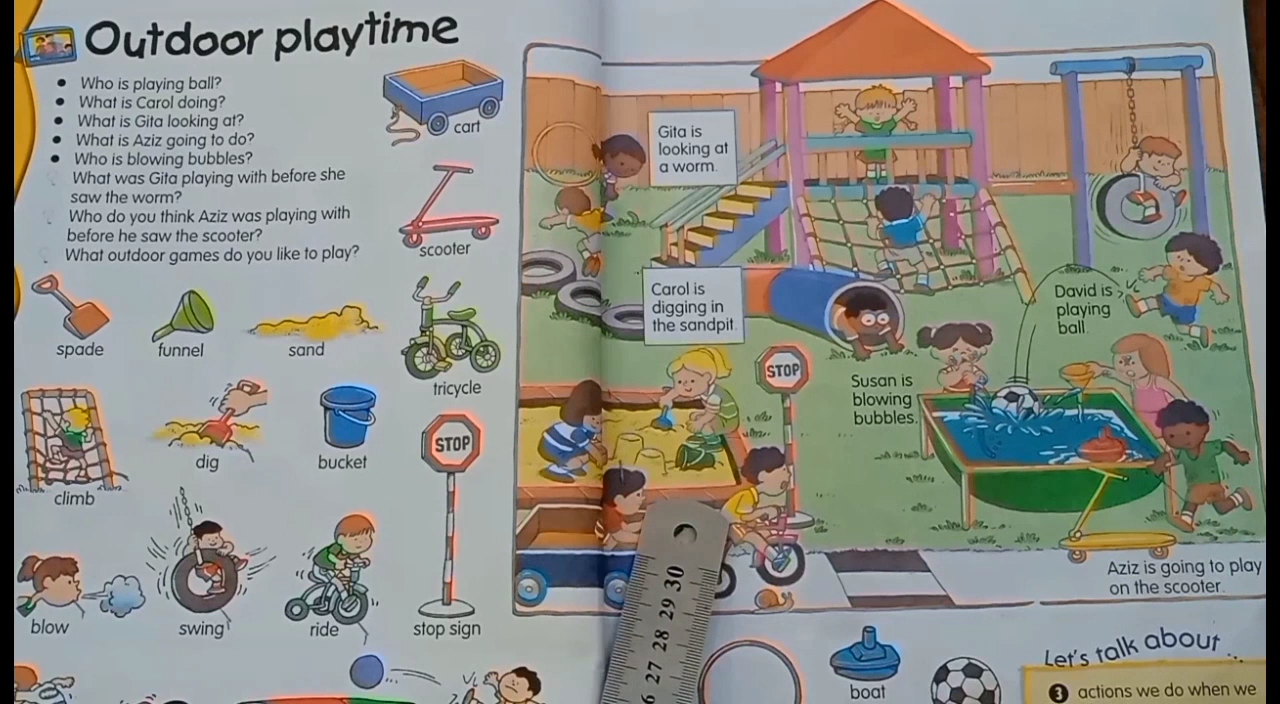 Outdoor playtime
Who is playing ball?
What is Carol doing?
What is Gita looking at?
What is Aziz going to do?
Who is blowing bubbles?
What was Gita playing with before she
saw the worm?
Who do you think Aziz was playing with
before he saw the scooter?
What outdoor games do you like to play?
cart
scooter
spade
funnel
sand
tricycle
climb
dig
bucket
STOP
blow
swing
ride
stop sign
Gita is
looking at
a worm.
Carol is
digging in
the sandpit.
STOP
David is
playing
ball.
Susan is
blowing
bubbles.
Aziz is going to play
on the scooter.
27 28 29 30
boat
Let's talk about ...
3 actions we do when we